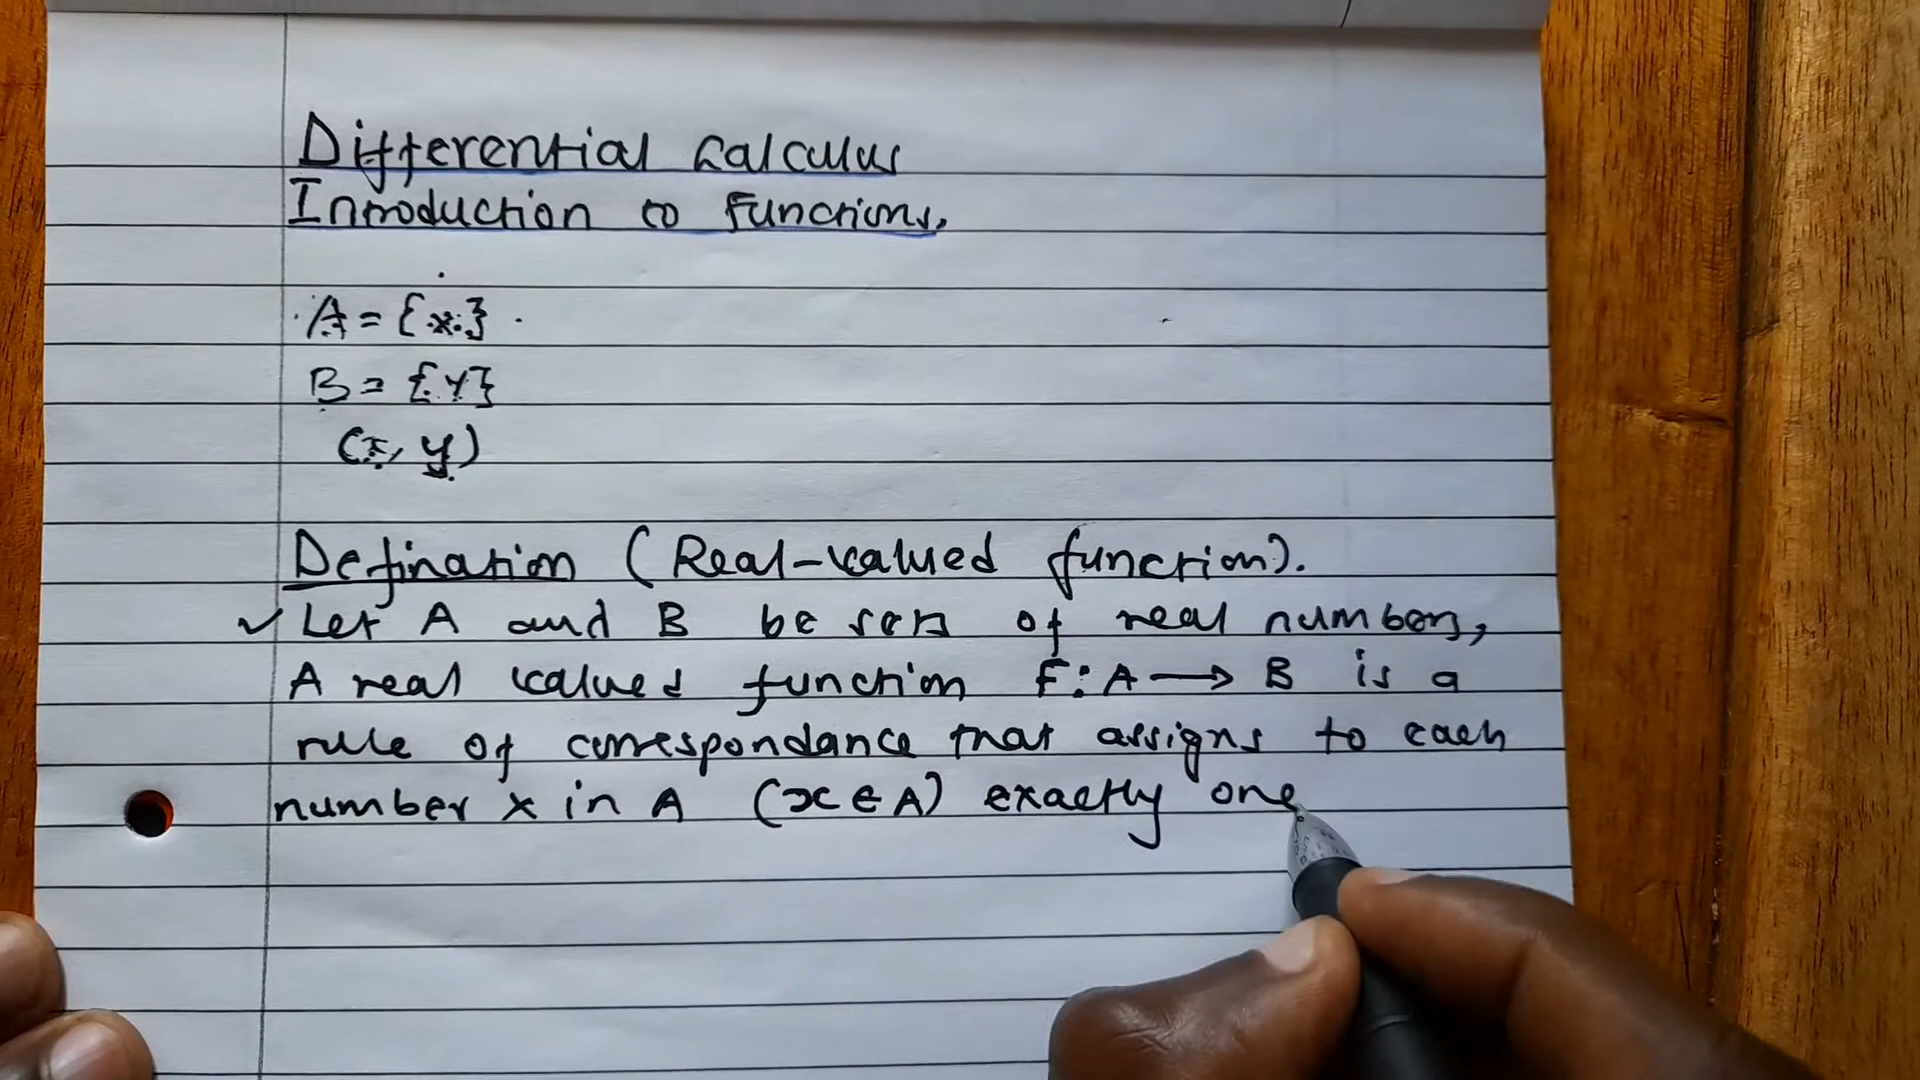 Differential Calculus
Introduction to Functions.
A = {x}
B = {Y}
(x, y)
Defination (Real-valued function).
✓ Let A and B be sets of real numbers,
A real valued function F: A → B is a
rule of correspondance that assigns to each
number x in A (x ∈ A) exactly one